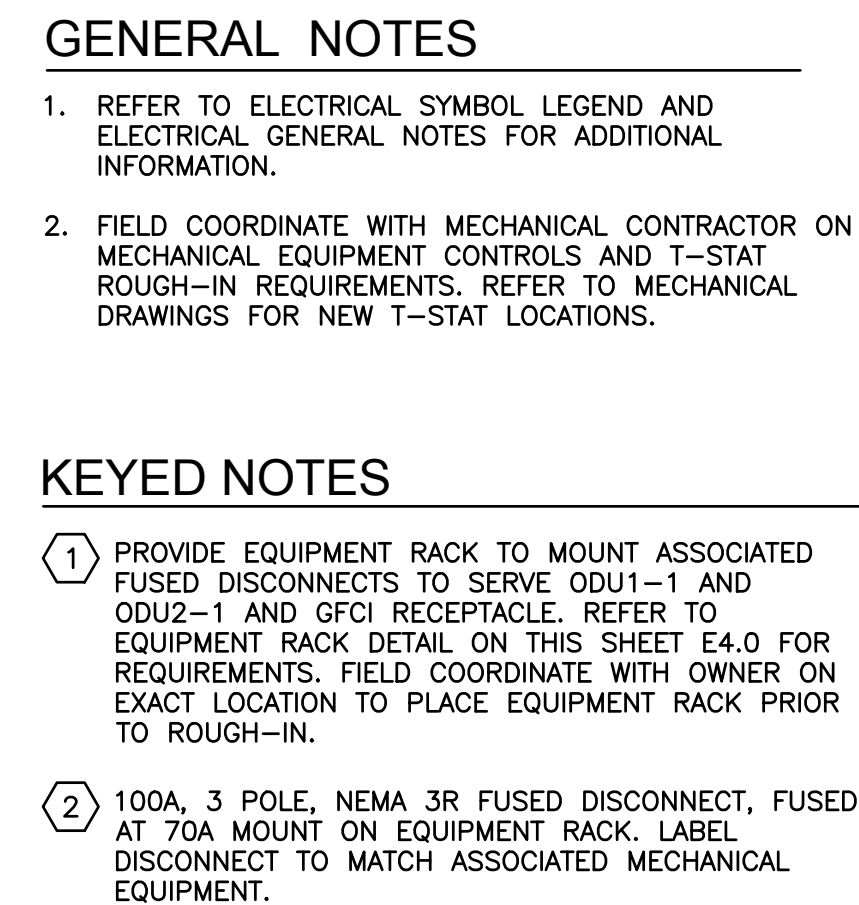 GENERAL NOTES
1. REFER TO ELECTRICAL SYMBOL LEGEND AND
ELECTRICAL GENERAL NOTES FOR ADDITIONAL
INFORMATION.
2. FIELD COORDINATE WITH MECHANICAL CONTRACTOR ON
MECHANICAL EQUIPMENT CONTROLS AND T-STAT
ROUGH-IN REQUIREMENTS. REFER TO MECHANICAL
DRAWINGS FOR NEW T-STAT LOCATIONS.
KEYED NOTES
1 PROVIDE EQUIPMENT RACK TO MOUNT ASSOCIATED
FUSED DISCONNECTS TO SERVE ODU1-1 AND
ODU2-1 AND GFCI RECEPTACLE. REFER TO
EQUIPMENT RACK DETAIL ON THIS SHEET E4.0 FOR
REQUIREMENTS. FIELD COORDINATE WITH OWNER ON
EXACT LOCATION TO PLACE EQUIPMENT RACK PRIOR
TO ROUGH-IN.
2 100A, 3 POLE, NEMA 3R FUSED DISCONNECT, FUSED
AT 70A MOUNT ON EQUIPMENT RACK. LABEL
DISCONNECT TO MATCH ASSOCIATED MECHANICAL
EQUIPMENT.